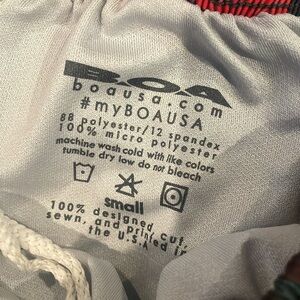 BOA
boausa.com
#myBOAUSA
88 polyester/12 spandex
100% micro polyester
machine wash cold with like colors
tumble dry low do not bleach
small
100% designed, cut,
sewn, and printed in
the U.S.A